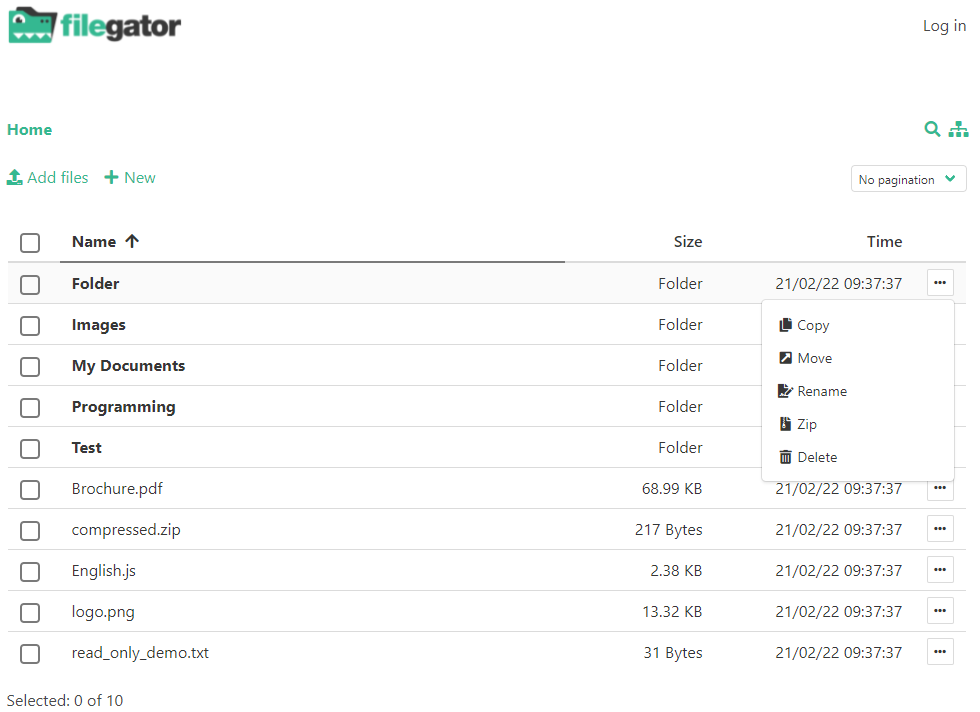 filegator
Log in
Home
Add files New
No pagination
Name Size Time
Folder Folder 21/02/22 09:37:37
Images Folder
My Documents Folder
Programming Folder
Test Folder
Copy
Move
Rename
Zip
Delete
Brochure.pdf 68.99 KB 21/02/22 09:37:37
compressed.zip 217 Bytes 21/02/22 09:37:37
English.js 2.38 KB 21/02/22 09:37:37
logo.png 13.32 KB 21/02/22 09:37:37
read_only_demo.txt 31 Bytes 21/02/22 09:37:37
Selected: 0 of 10